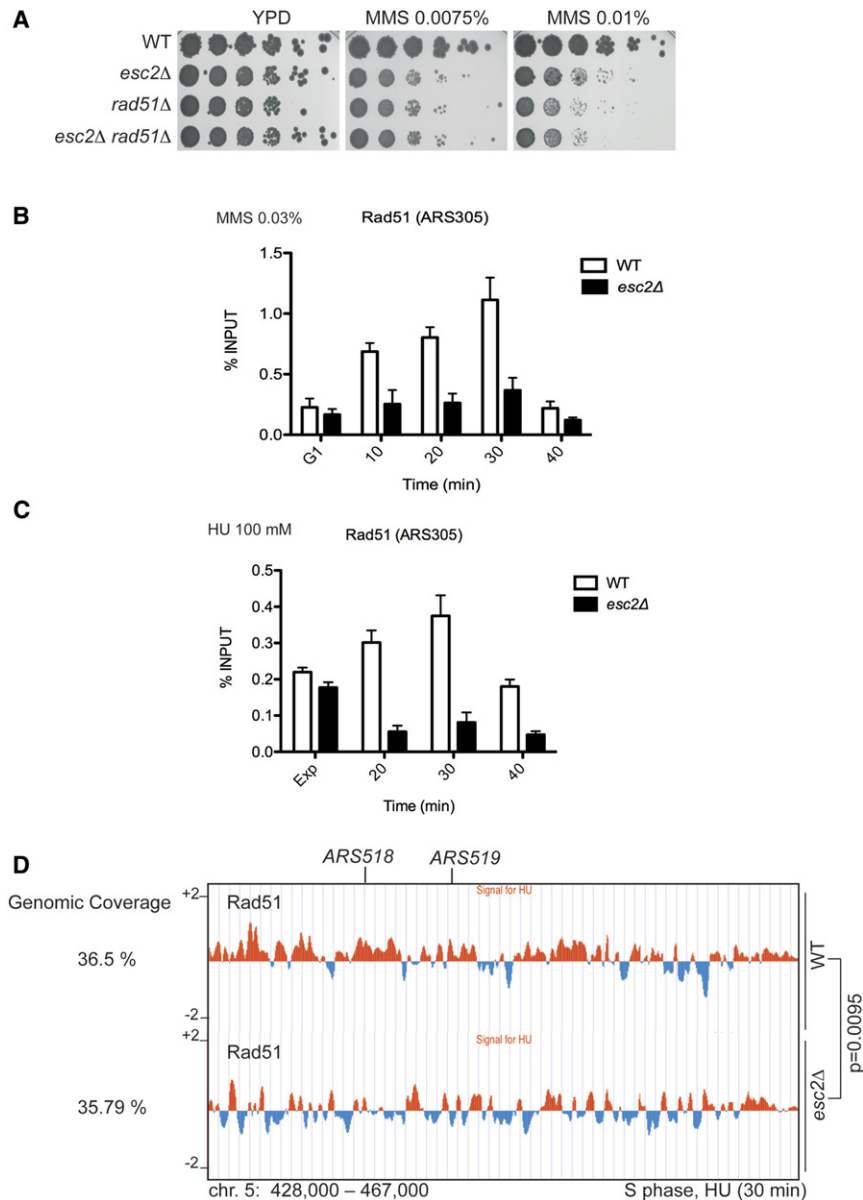 A
YPD
MMS 0.0075%
MMS 0.01%
WT
esc2Δ
rad51Δ
esc2Δ rad51Δ
B
MMS 0.03%
Rad51 (ARS305)
1.5
1.0
0.5
0.0
% INPUT
WT
esc2Δ
G1
10
20
30
40
Time (min)
C
HU 100 mM
Rad51 (ARS305)
0.5
0.4
0.3
0.2
0.1
0.0
% INPUT
WT
esc2Δ
Exp
20
30
40
Time (min)
D
ARS518
ARS519
Genomic Coverage
+2
Rad51
Signal for HU
36.5 %
WT
-2
+2
Rad51
Signal for HU
35.79 %
esc2Δ
p=0.0095
-2
chr. 5: 428,000 – 467,000
S phase, HU (30 min)